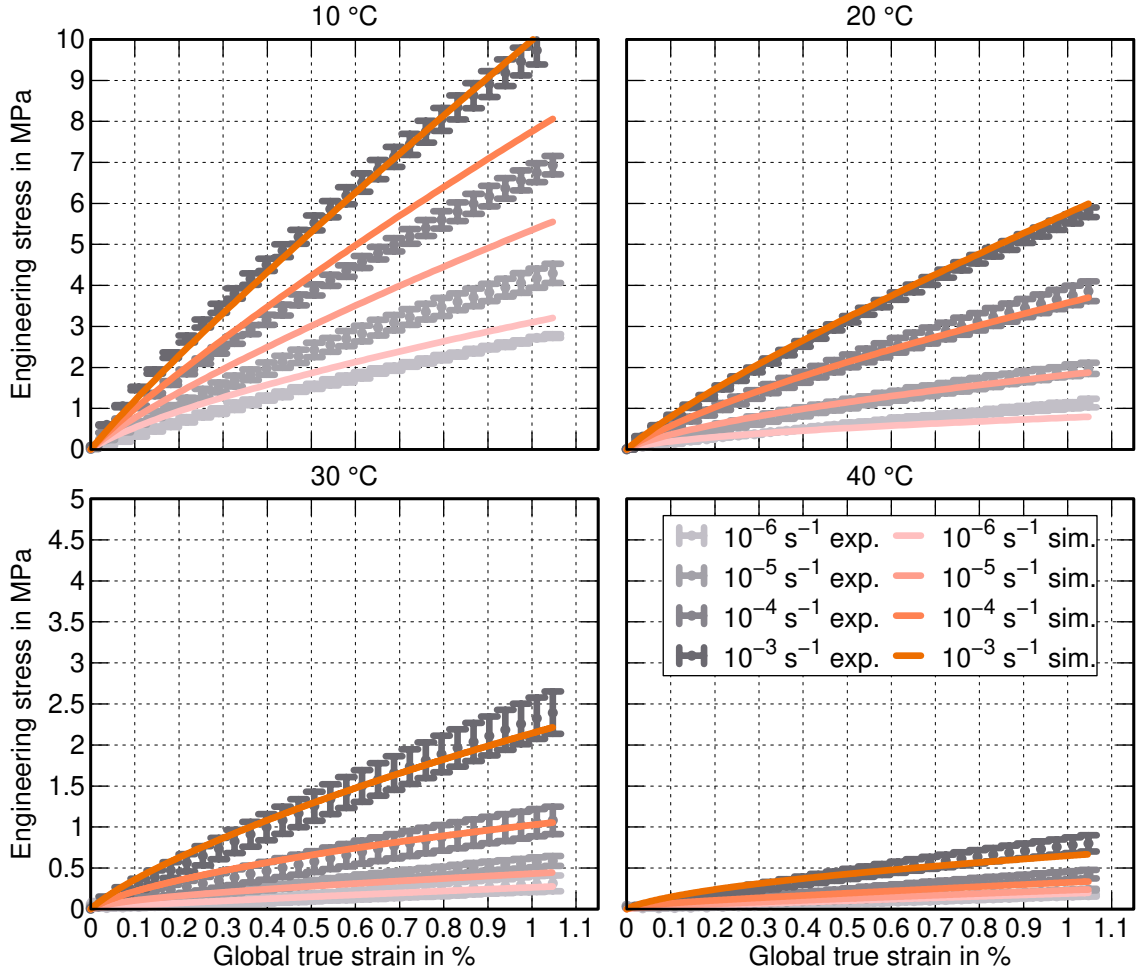 10 °C
20 °C
Engineering stress in MPa
10
9
8
7
6
5
4
3
2
1
0
30 °C
40 °C
Engineering stress in MPa
5
4.5
4
3.5
3
2.5
2
1.5
1
0.5
0
10⁻⁶ s⁻¹ exp. 10⁻⁶ s⁻¹ sim.
10⁻⁵ s⁻¹ exp. 10⁻⁵ s⁻¹ sim.
10⁻⁴ s⁻¹ exp. 10⁻⁴ s⁻¹ sim.
10⁻³ s⁻¹ exp. 10⁻³ s⁻¹ sim.
0 0.1 0.2 0.3 0.4 0.5 0.6 0.7 0.8 0.9 1 1.1
0 0.1 0.2 0.3 0.4 0.5 0.6 0.7 0.8 0.9 1 1.1
Global true strain in %
Global true strain in %